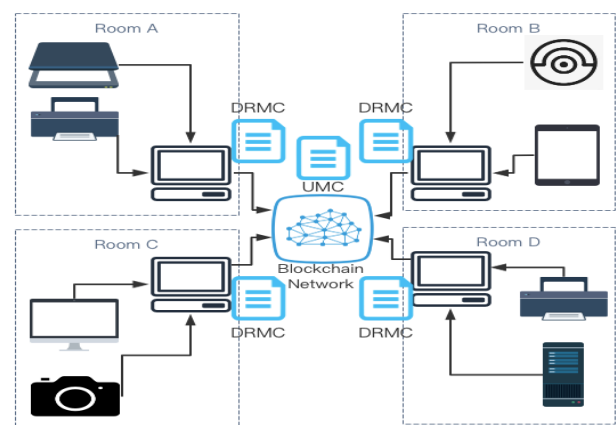 Room A
Room B
DRMC
DRMC
UMC
Room C
Room D
Blockchain
Network
DRMC
DRMC